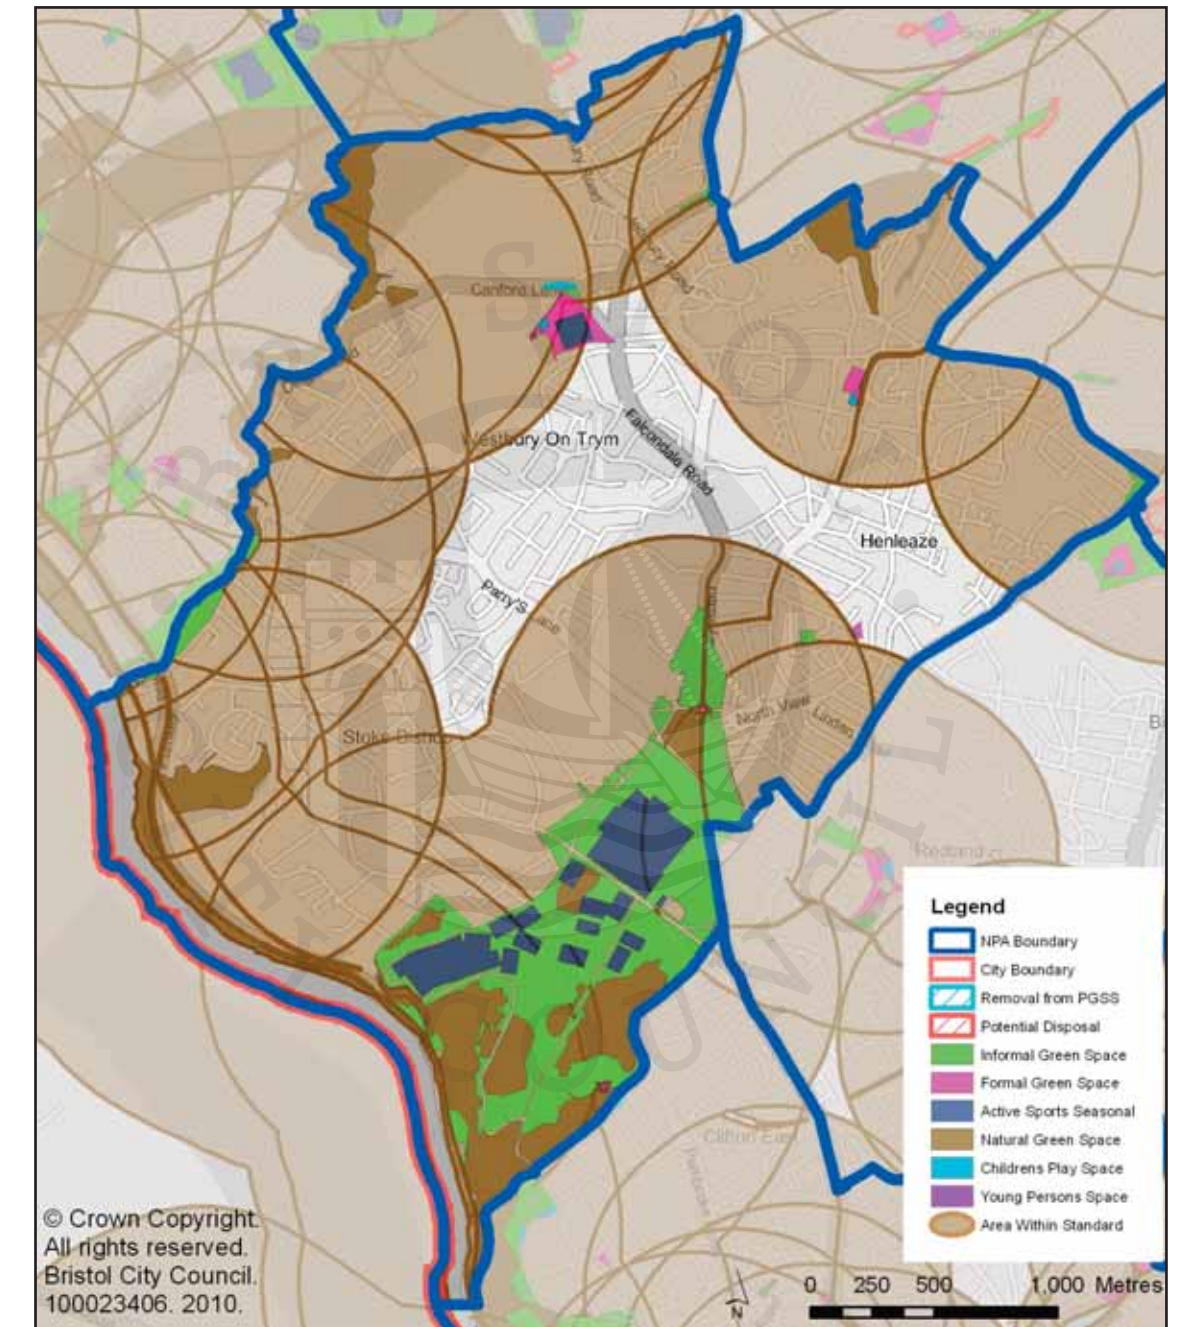 Canford Lane
Westbury On Trym
Falcondale Road
Henleaze
Parry'S Lane
North View
Stoke Bishop
Redland
Clifton East
Legend
NPA Boundary
City Boundary
Removal from PGSS
Potential Disposal
Informal Green Space
Formal Green Space
Active Sports Seasonal
Natural Green Space
Childrens Play Space
Young Persons Space
Area Within Standard
© Crown Copyright.
All rights reserved.
Bristol City Council.
100023406. 2010.
0 250 500 1,000 Metres
N